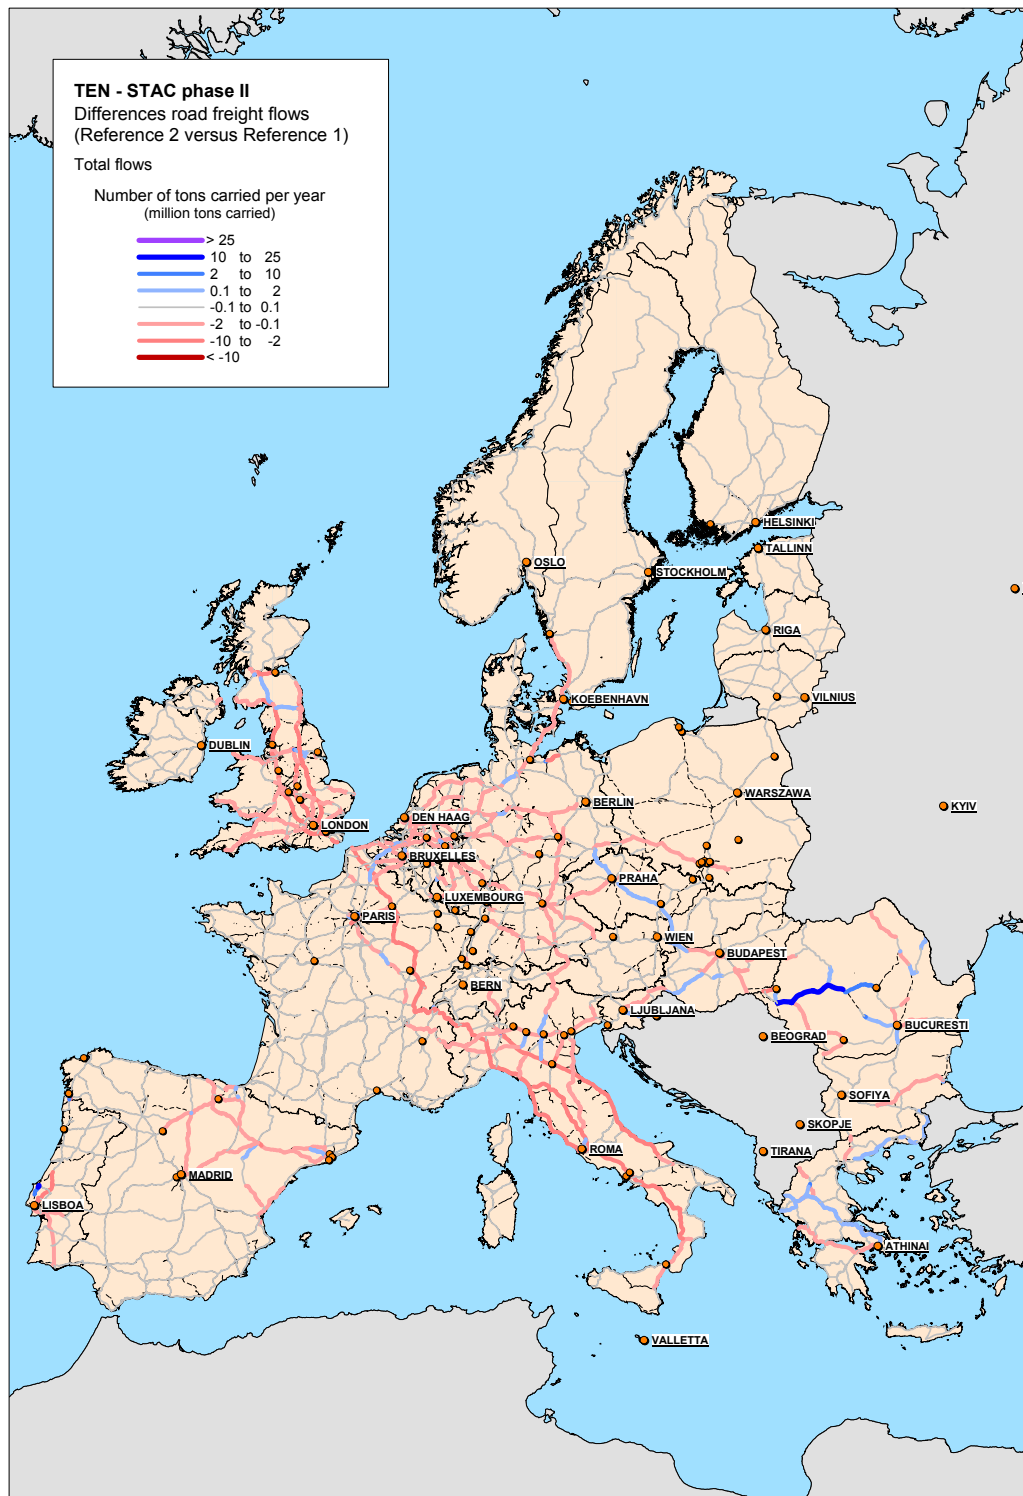 TEN - STAC phase II
Differences road freight flows
(Reference 2 versus Reference 1)
Total flows
Number of tons carried per year
(million tons carried)
> 25
10 to 25
2 to 10
0.1 to 2
-0.1 to 0.1
-2 to -0.1
-10 to -2
< -10
HELSINKI
TALLINN
OSLO
STOCKHOLM
RIGA
VILNIUS
KOEBENHAVN
DUBLIN
WARSZAWA
BERLIN
KYIV
DEN HAAG
LONDON
BRUXELLES
PRAHA
LUXEMBOURG
PARIS
WIEN
BUDAPEST
BERN
LJUBLJANA
BUCURESTI
BEOGRAD
SOFIYA
SKOPJE
ROMA
TIRANA
MADRID
LISBOA
ATHINAI
VALLETTA